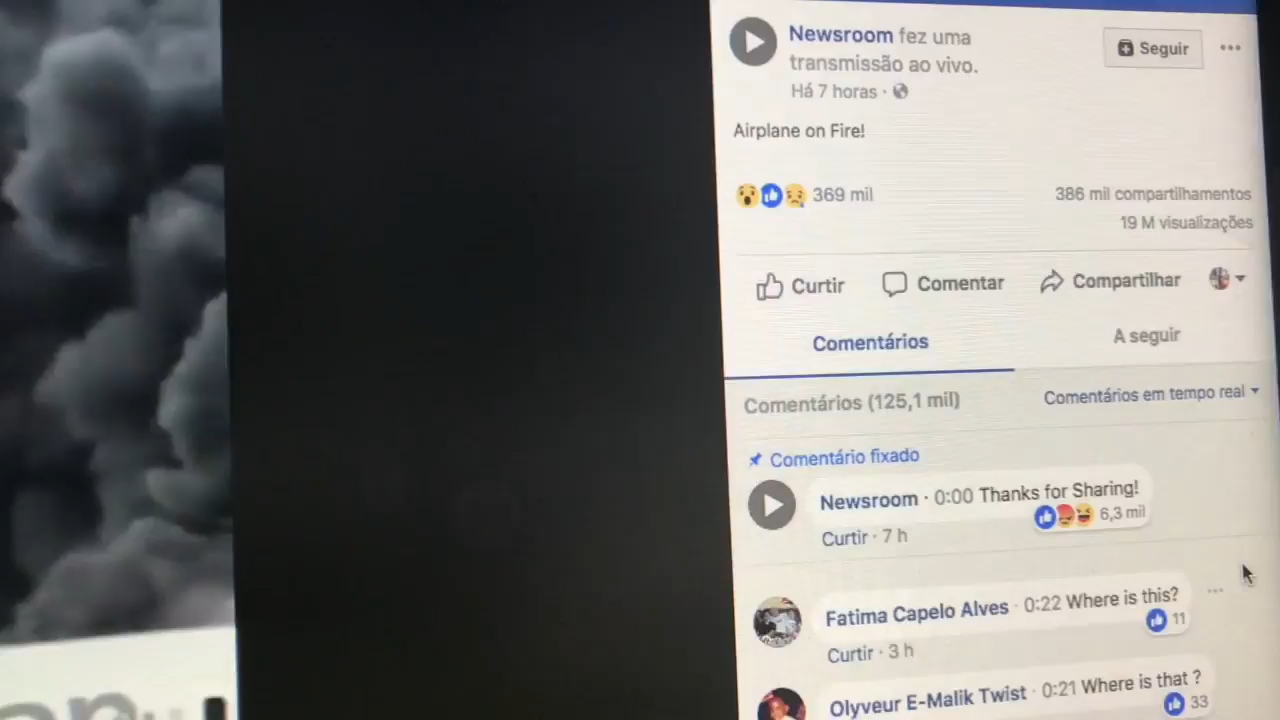 Newsroom fez uma
transmissão ao vivo.
Há 7 horas ·
Seguir
Airplane on Fire!
369 mil
386 mil compartilhamentos
19 M visualizações
Curtir Comentar Compartilhar
Comentários A seguir
Comentários (125,1 mil) Comentários em tempo real
Comentário fixado
Newsroom · 0:00 Thanks for Sharing!
6,3 mil
Curtir · 7 h
Fatima Capelo Alves · 0:22 Where is this?
11
Curtir · 3 h
Olyveur E-Malik Twist · 0:21 Where is that ?
33